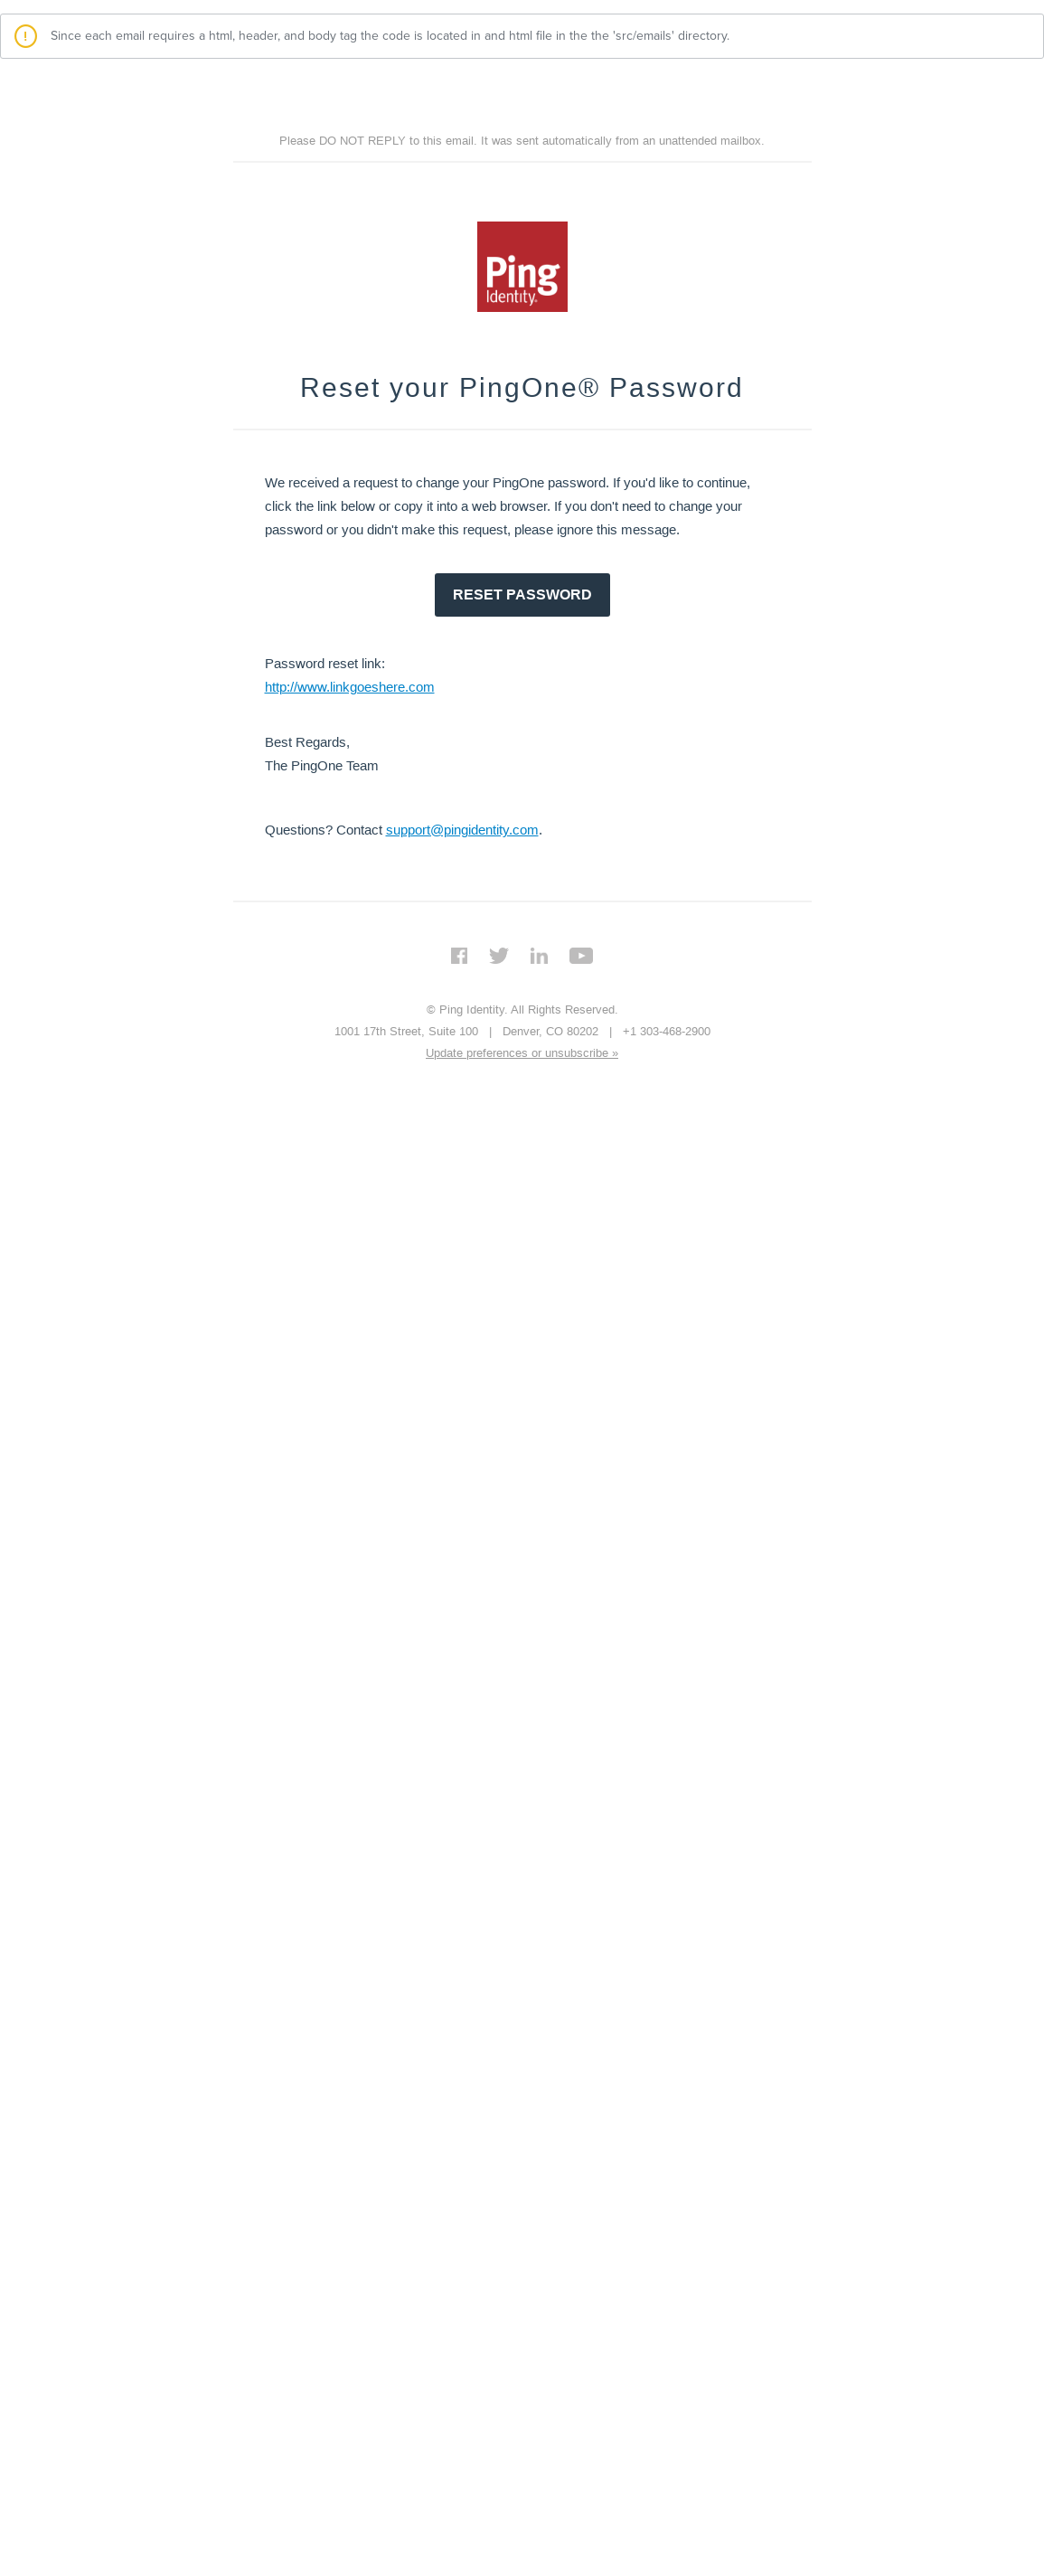 Since each email requires a html, header, and body tag the code is located in and html file in the the 'src/emails' directory.
Please DO NOT REPLY to this email. It was sent automatically from an unattended mailbox.
Ping
Identity®
Reset your PingOne® Password
We received a request to change your PingOne password. If you'd like to continue,
click the link below or copy it into a web browser. If you don't need to change your
password or you didn't make this request, please ignore this message.
RESET PASSWORD
Password reset link:
http://www.linkgoeshere.com
Best Regards,
The PingOne Team
Questions? Contact support@pingidentity.com.
© Ping Identity. All Rights Reserved.
1001 17th Street, Suite 100 | Denver, CO 80202 | +1 303-468-2900
Update preferences or unsubscribe »